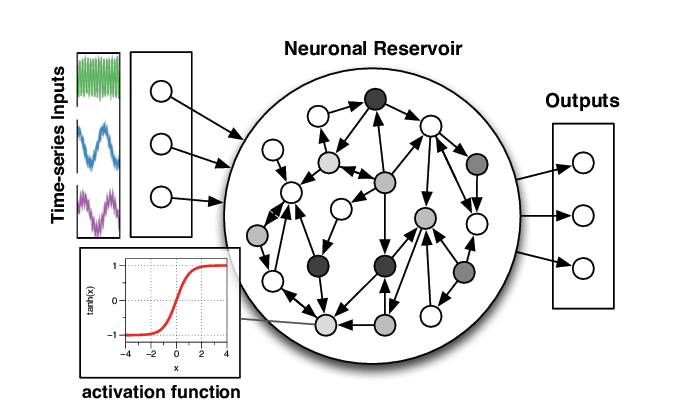 Neuronal Reservoir
Time-series Inputs
Outputs
tanh(x)
1
0
−1
−4 −2 0 2 4
x
activation function